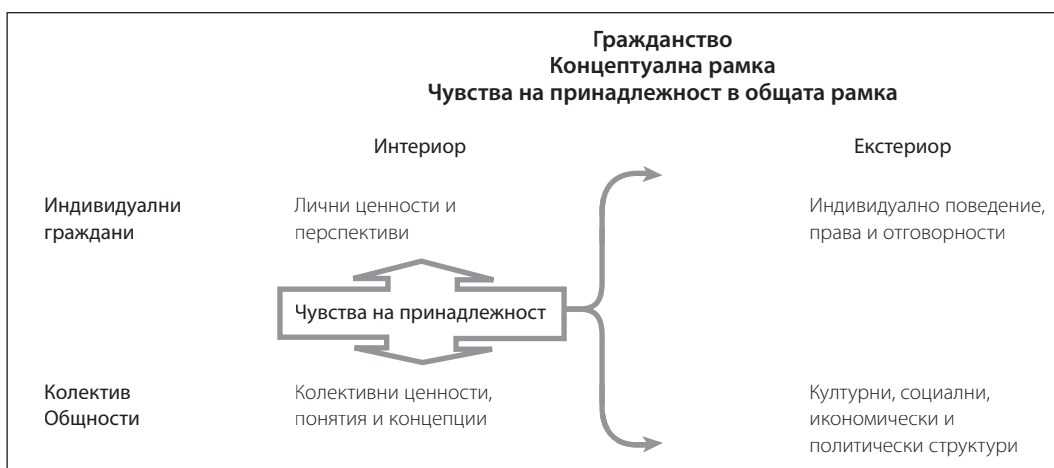 Гражданство
Концептуална рамка
Чувства на принадлежност в общата рамка
Интериор
Екстериор
Индивидуални
граждани
Лични ценности и
перспективи
Индивидуално поведение,
права и отговорности
Чувства на принадлежност
Колектив
Общности
Колективни ценности,
понятия и концепции
Културни, социални,
икономически и
политически структури